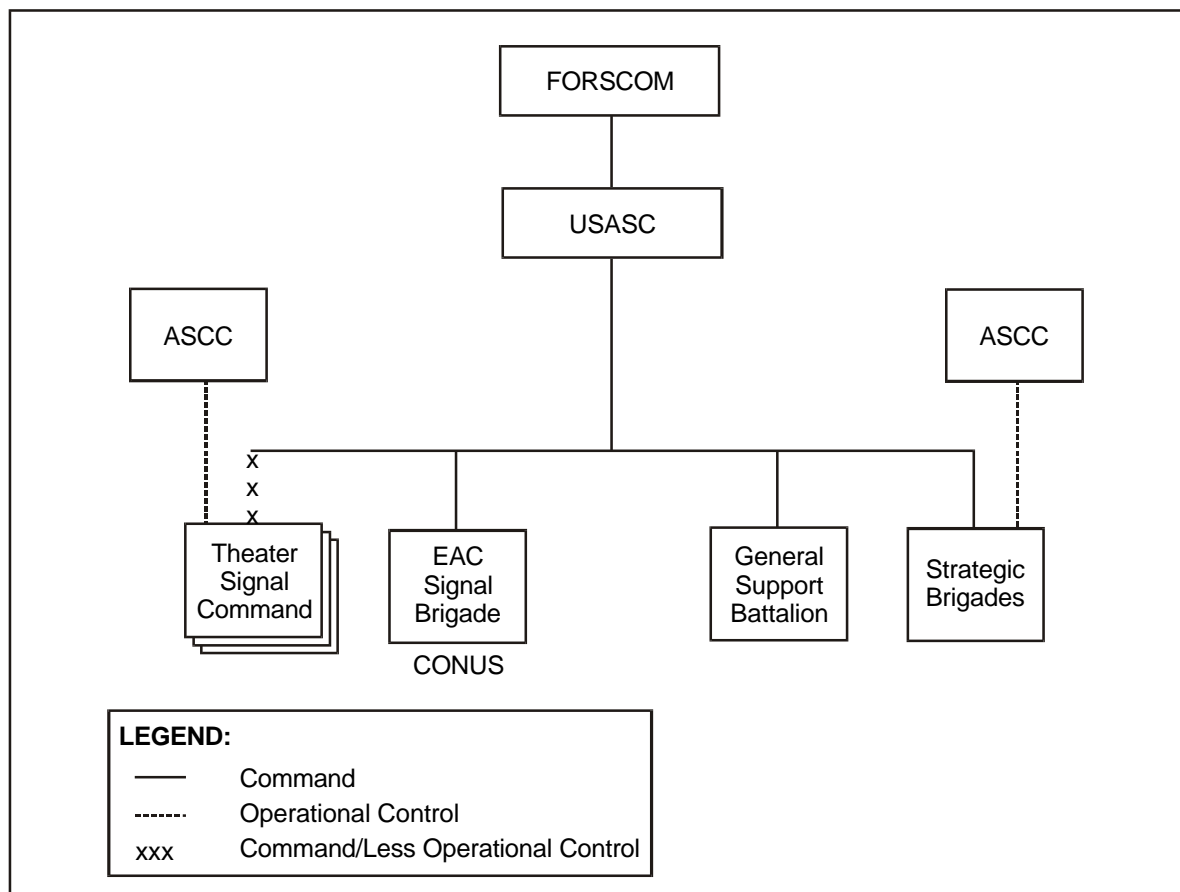 FORSCOM
USASC
ASCC
ASCC
x
x
x
Theater
Signal
Command
EAC
Signal
Brigade
CONUS
General
Support
Battalion
Strategic
Brigades
LEGEND:
Command
Operational Control
xxx Command/Less Operational Control